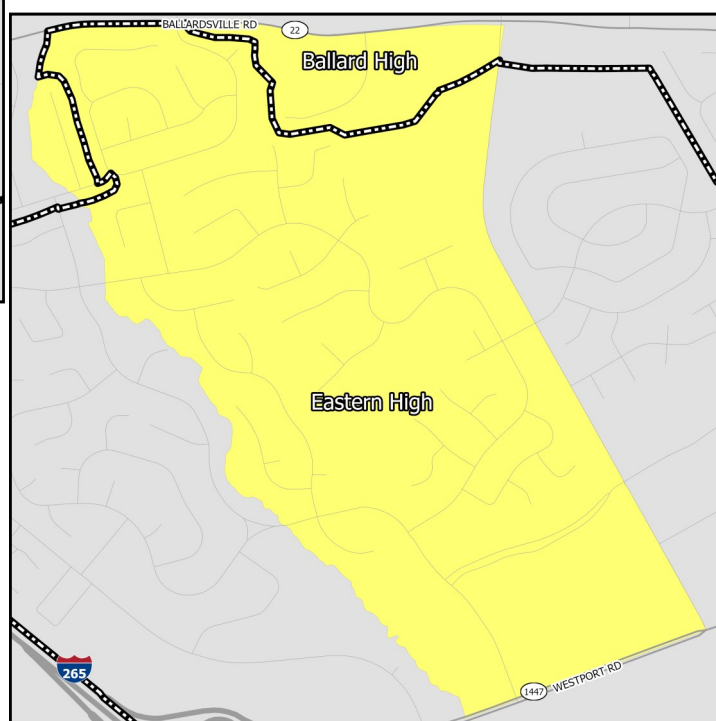 BALLARDSVILLE RD
22
Ballard High
Eastern High
265
1447
WESTPORT RD